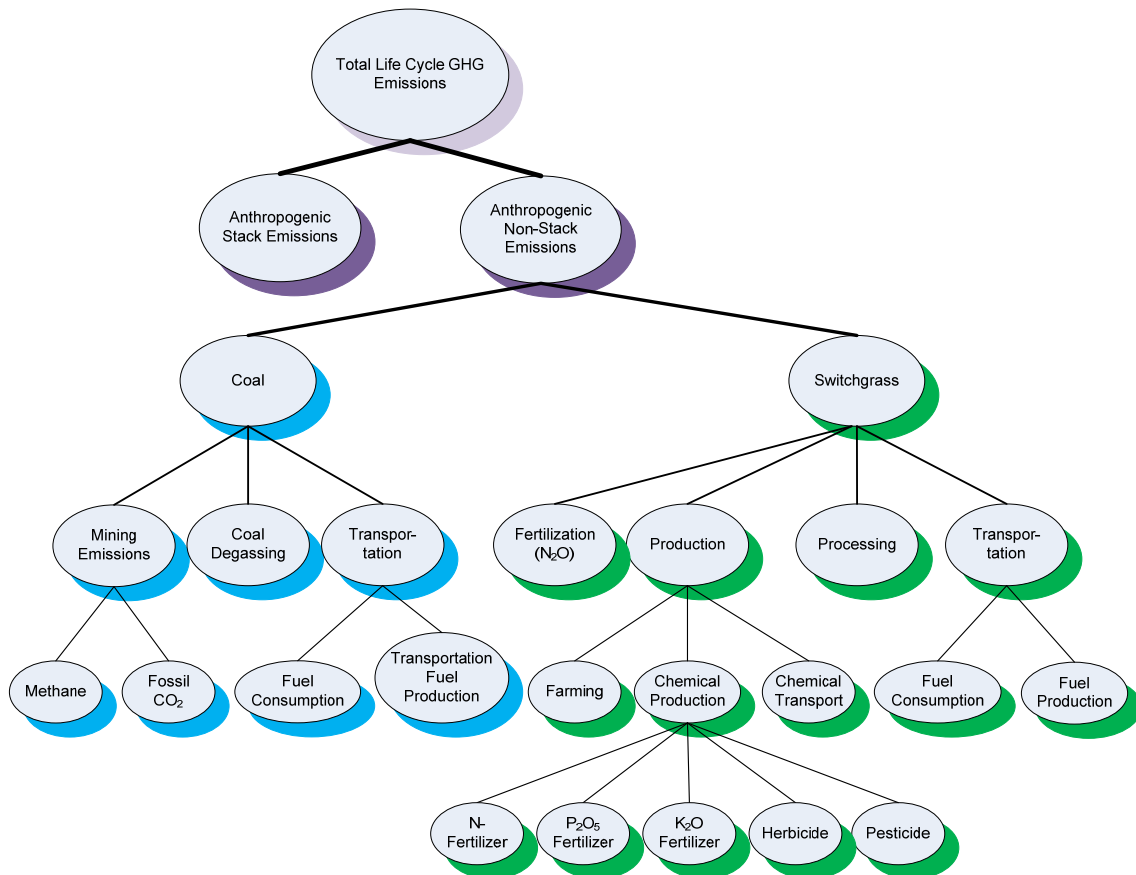 Total Life Cycle GHG
Emissions
Anthropogenic
Stack Emissions
Anthropogenic
Non-Stack
Emissions
Coal
Switchgrass
Mining
Emissions
Coal
Degassing
Transpor-
tation
Fertilization
(N₂O)
Production
Processing
Transpor-
tation
Methane
Fossil
CO₂
Fuel
Consumption
Transportation
Fuel
Production
Farming
Chemical
Production
Chemical
Transport
Fuel
Consumption
Fuel
Production
N-
Fertilizer
P₂O₅
Fertilizer
K₂O
Fertilizer
Herbicide
Pesticide